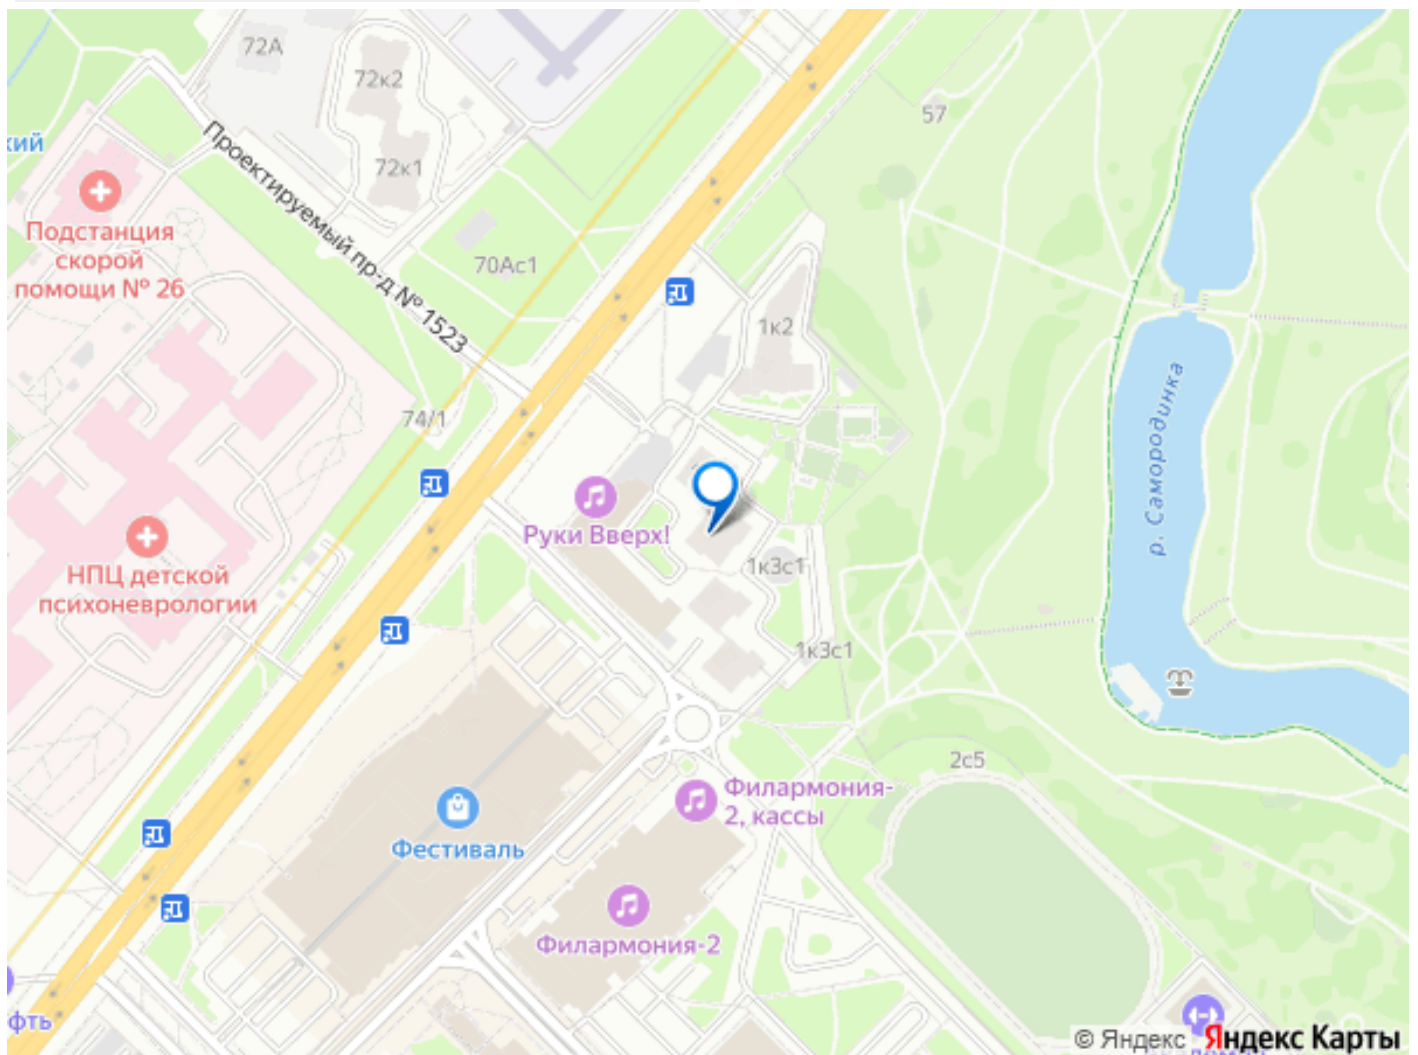 72А
72к2
57
кий
72к1
Проектируемый пр-д № 1523
Подстанция
скорой
помощи № 26
70Ас1
1к2
р. Самородинка
74/1
Руки Вверх!
НПЦ детской
психоневрологии
1к3с1
1к3с1
2с5
Филармония-
2, кассы
Фестиваль
Филармония-2
фть
© Яндекс Яндекс Карты